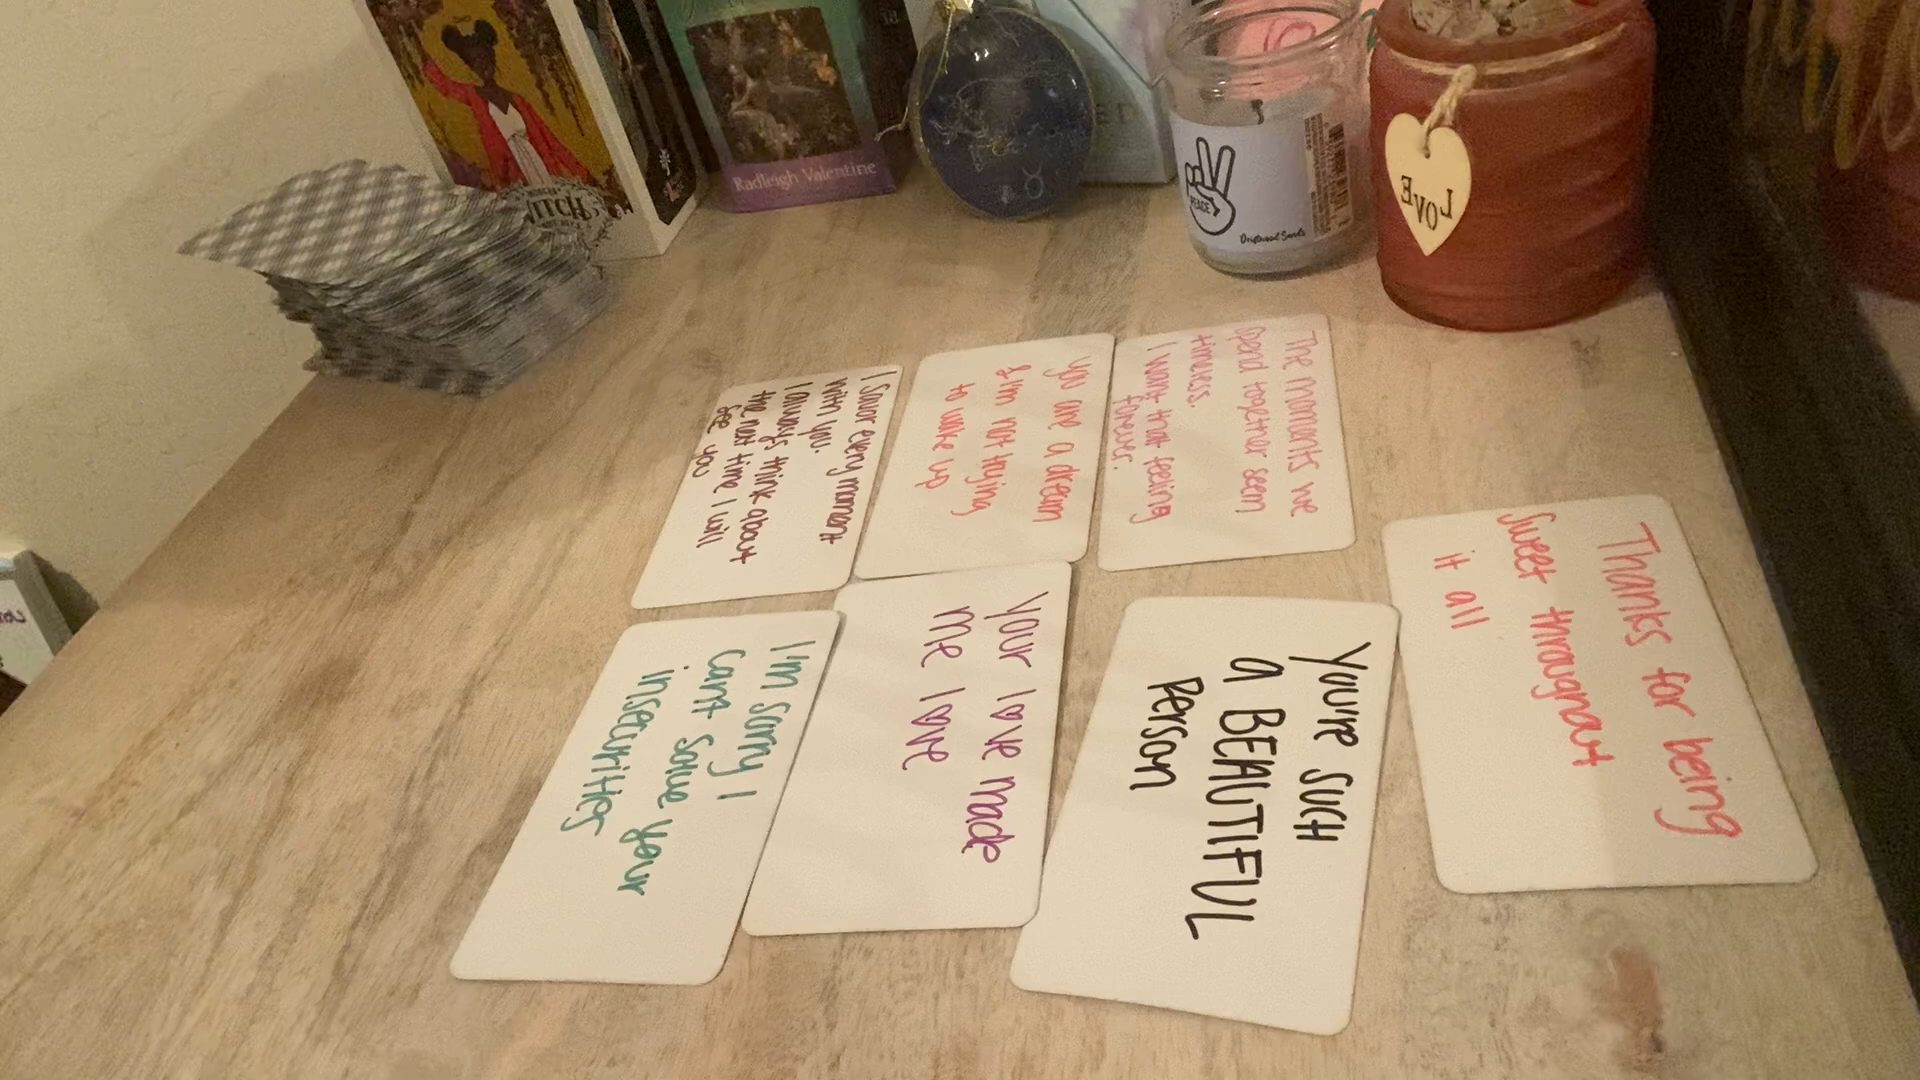 Radleigh Valentine
PEACE
Driftwood Sands
LOVE
I savor every moment
with you.
I always think about
the next time I will
see you
You are a dream
& I'm not trying
to wake up
The moments we
spend together seem
timeless.
I want that feeling
forever.
Thanks for being
sweet throughout
it all
I'm sorry I
cant solve your
insecurities
Your love made
me love
You're such
a BEAUTIFUL
Person